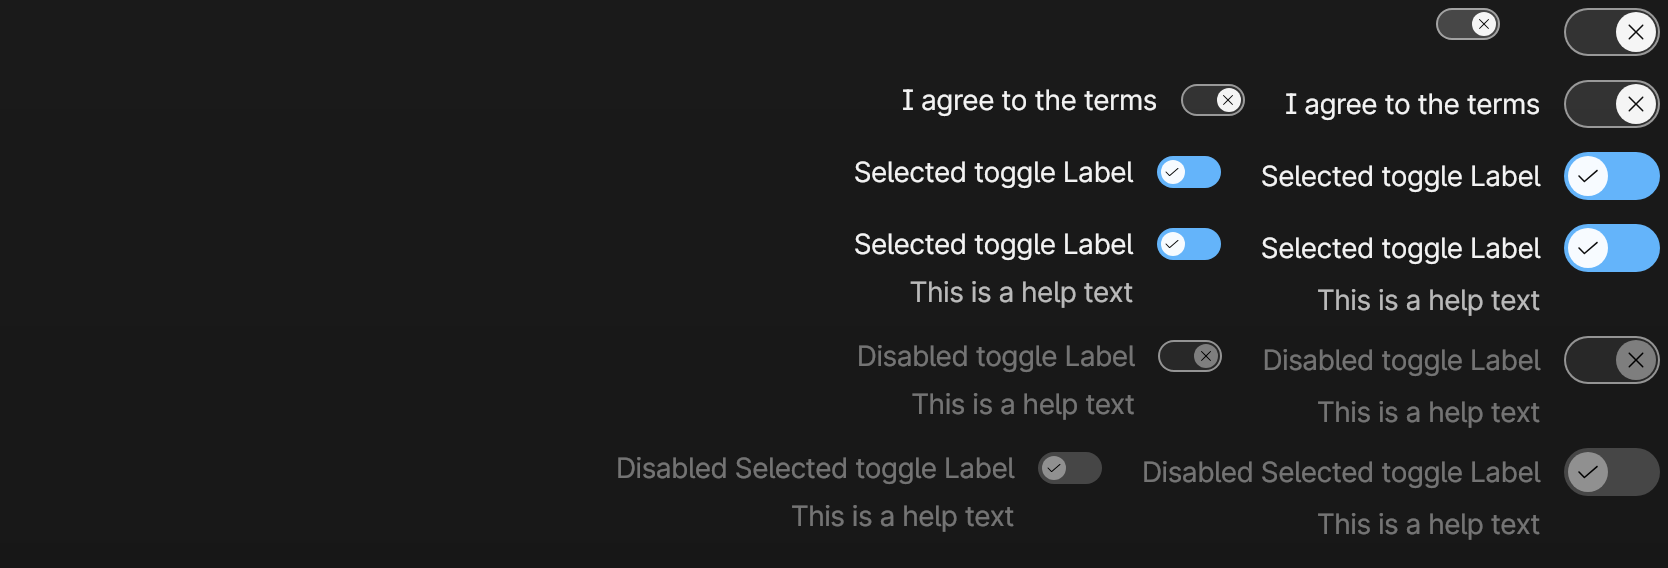 I agree to the terms I agree to the terms
Selected toggle Label Selected toggle Label
Selected toggle Label Selected toggle Label
This is a help text This is a help text
Disabled toggle Label Disabled toggle Label
This is a help text This is a help text
Disabled Selected toggle Label Disabled Selected toggle Label
This is a help text This is a help text